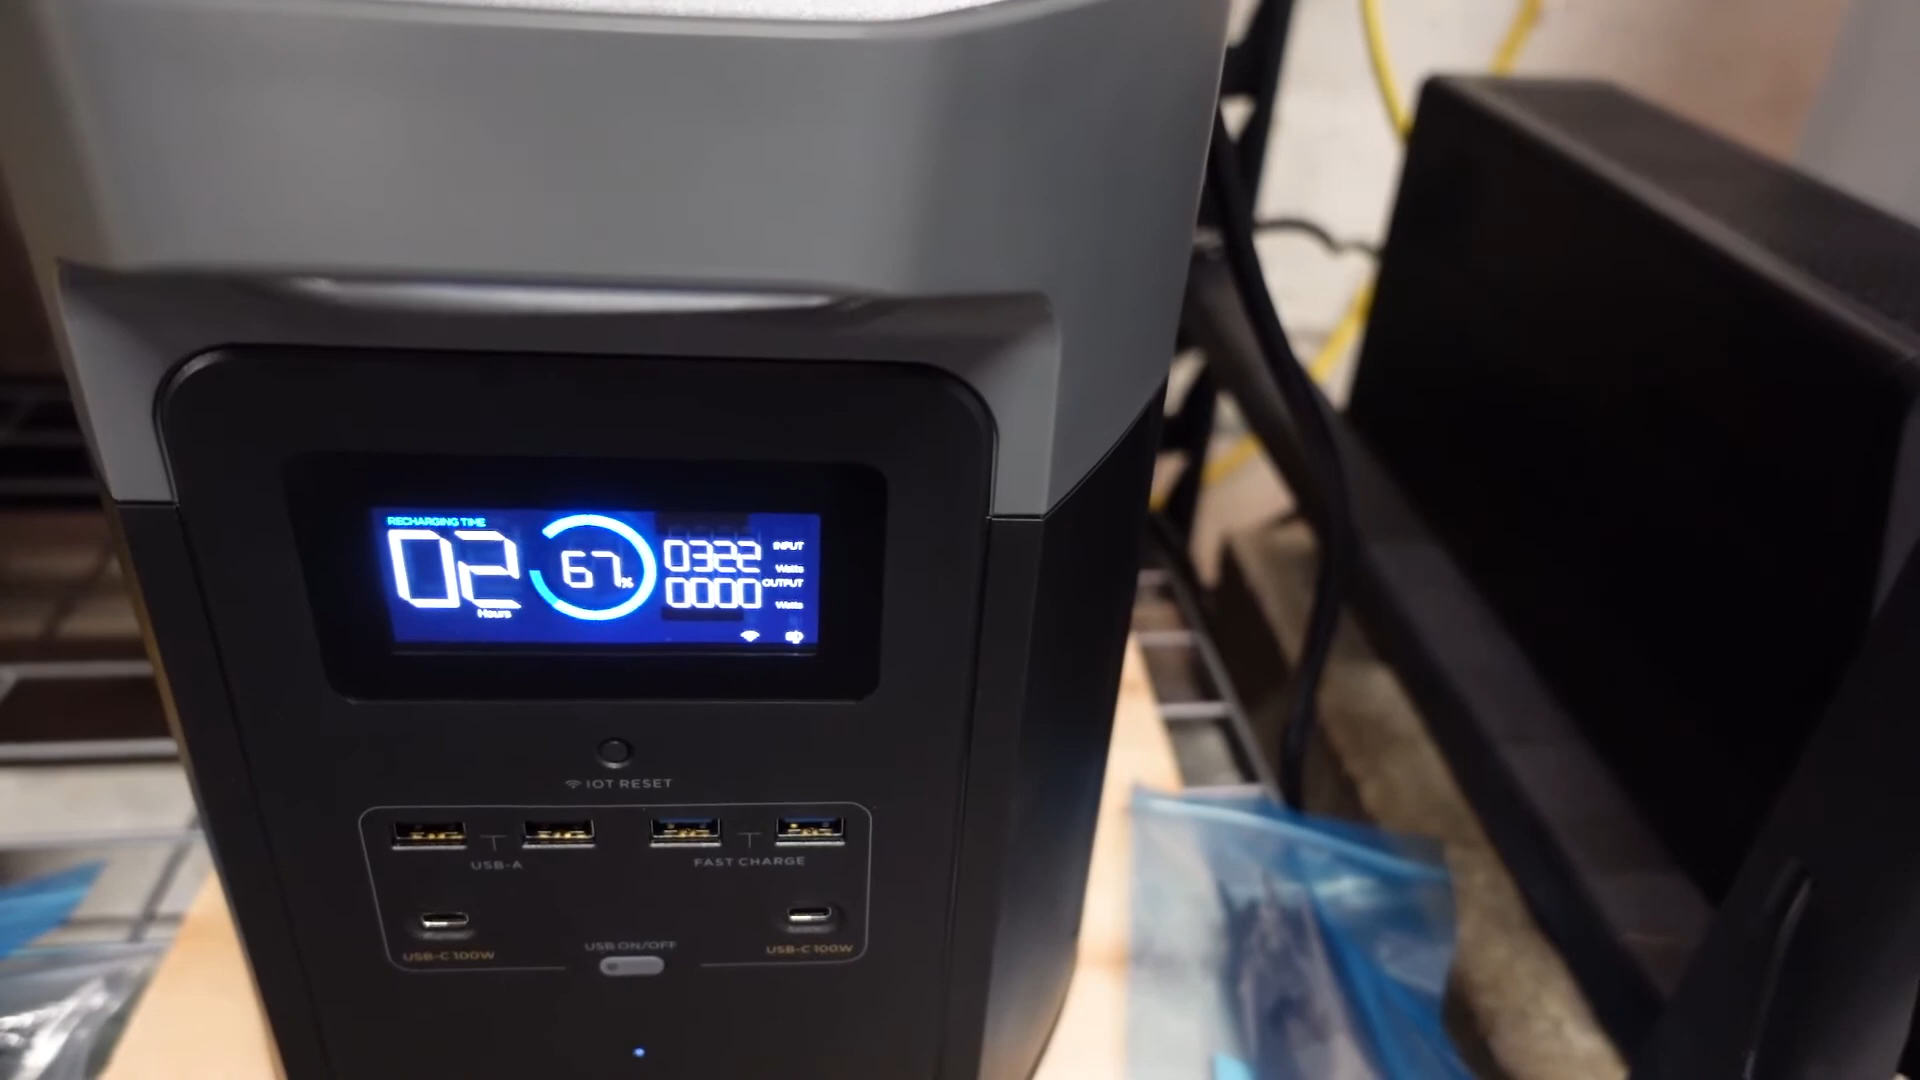 RECHARGING TIME
02
Hours
67%
0322 INPUT
Watts
0000 OUTPUT
Watts
IOT RESET
USB-A
FAST CHARGE
USB-C 100W
USB ON/OFF
USB-C 100W